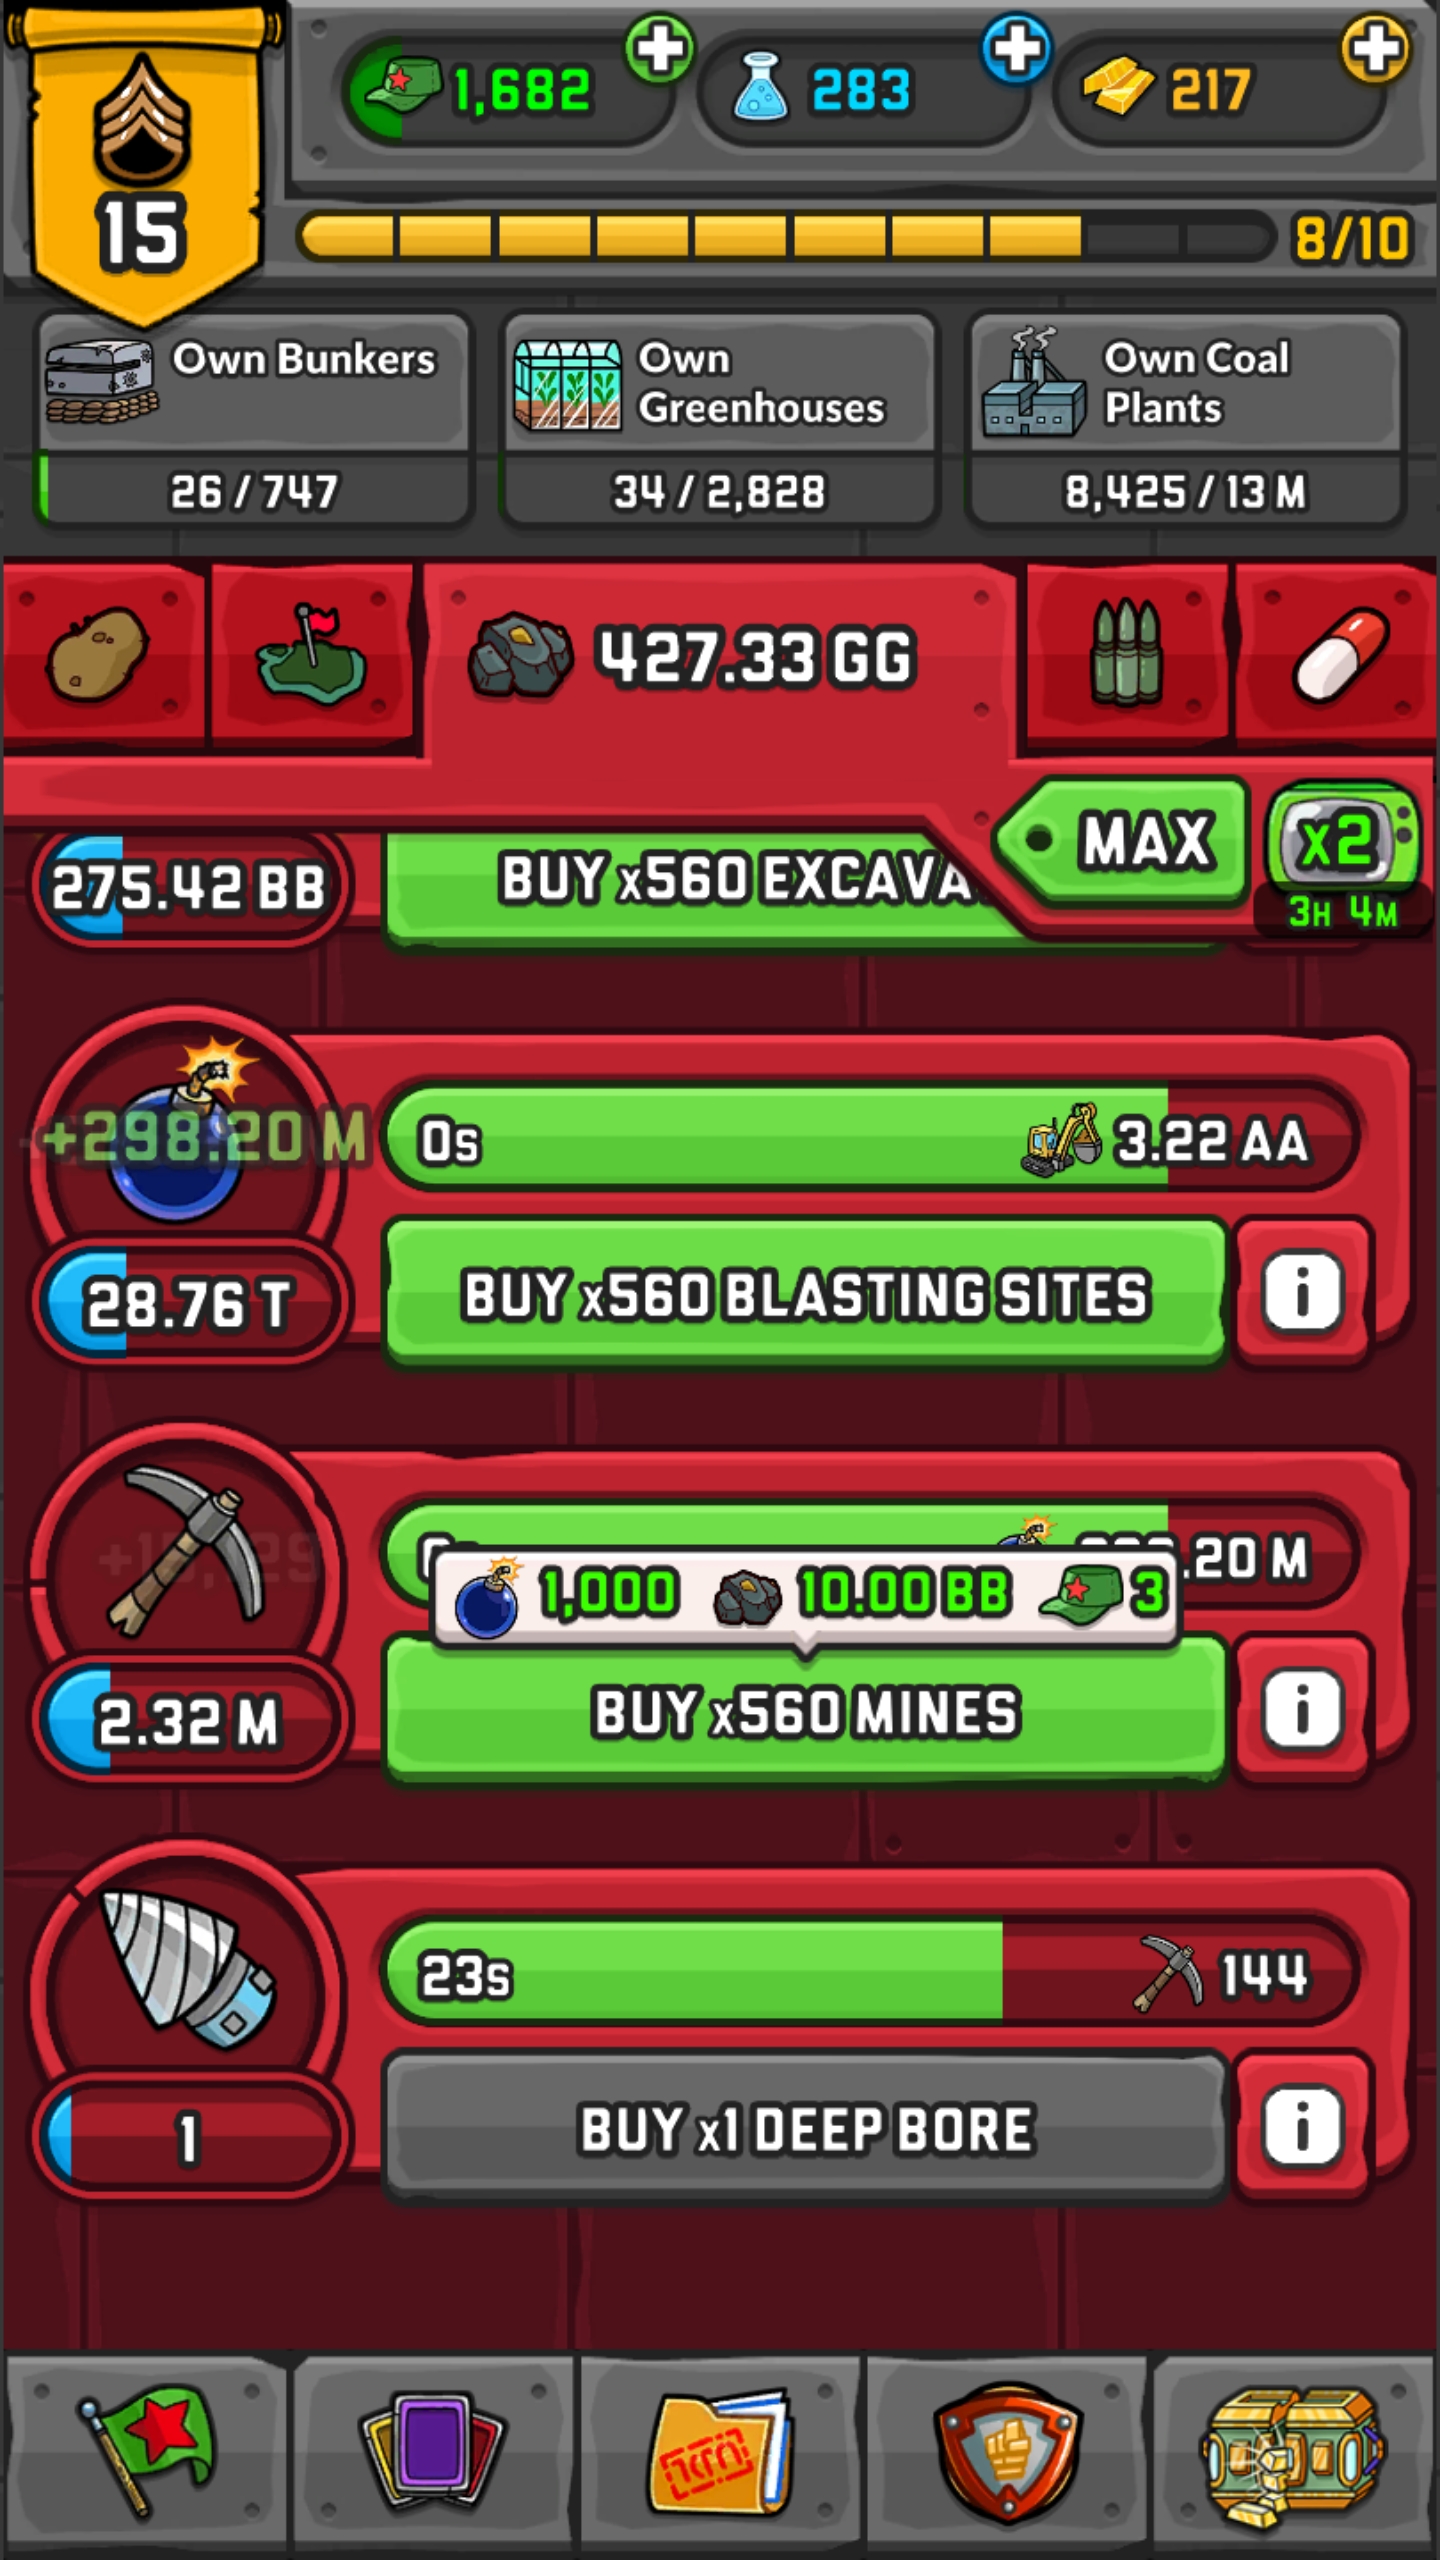 1,682
283
217
15
8/10
Own Bunkers
26 / 747
Own
Greenhouses
34 / 2,828
Own Coal
Plants
8,425 / 13 M
427.33 GG
MAX
x2
3H 4M
275.42 BB
BUY x560
+298.20 M
0s
3.22 AA
28.76 T
BUY x560 BLASTING SITES
i
.20 M
1,000
10.00 BB
3
2.32 M
BUY x560 MINES
i
23s
144
1
BUY x1 DEEP BORE
i